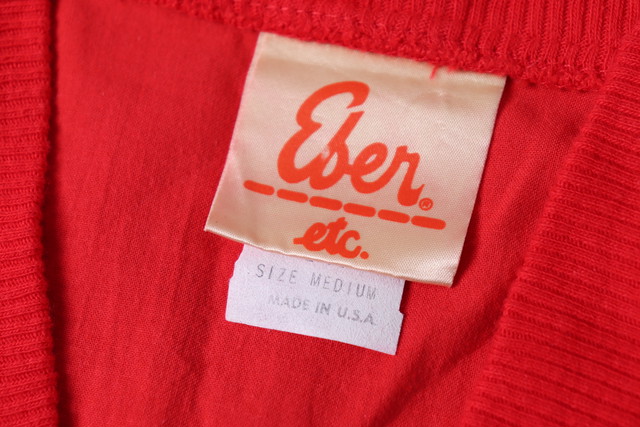 Eber®
etc.
SIZE MEDIUM
MADE IN U.S.A